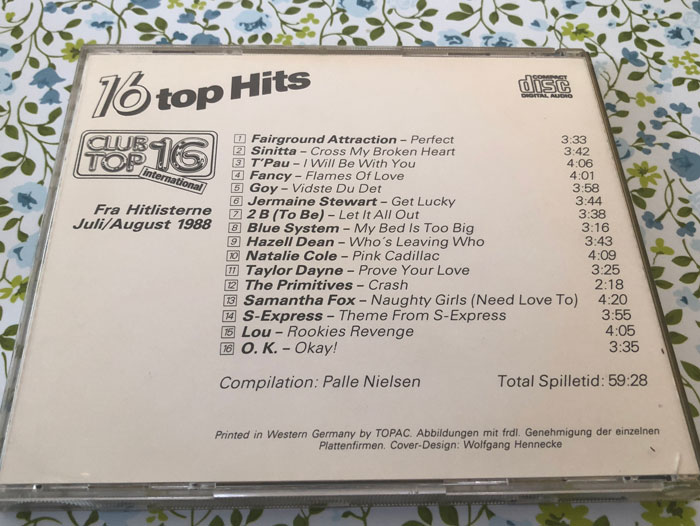 16 top Hits
COMPACT
disc
DIGITAL AUDIO
CLUB
TOP 16
international
Fra Hitlisterne
Juli/August 1988
1 Fairground Attraction – Perfect 3:33
2 Sinitta – Cross My Broken Heart 3:42
3 T'Pau – I Will Be With You 4:06
4 Fancy – Flames Of Love 4:01
5 Goy – Vidste Du Det 3:58
6 Jermaine Stewart – Get Lucky 3:44
7 2 B (To Be) – Let It All Out 3:38
8 Blue System – My Bed Is Too Big 3:16
9 Hazell Dean – Who´s Leaving Who 3:43
10 Natalie Cole – Pink Cadillac 4:09
11 Taylor Dayne – Prove Your Love 3:25
12 The Primitives – Crash 2:18
13 Samantha Fox – Naughty Girls (Need Love To) 4:20
14 S-Express – Theme From S-Express 3:55
15 Lou – Rookies Revenge 4:05
16 O. K. – Okay! 3:35
Compilation: Palle Nielsen Total Spilletid: 59:28
Printed in Western Germany by TOPAC. Abbildungen mit frdl. Genehmigung der einzelnen
Plattenfirmen. Cover-Design: Wolfgang Hennecke